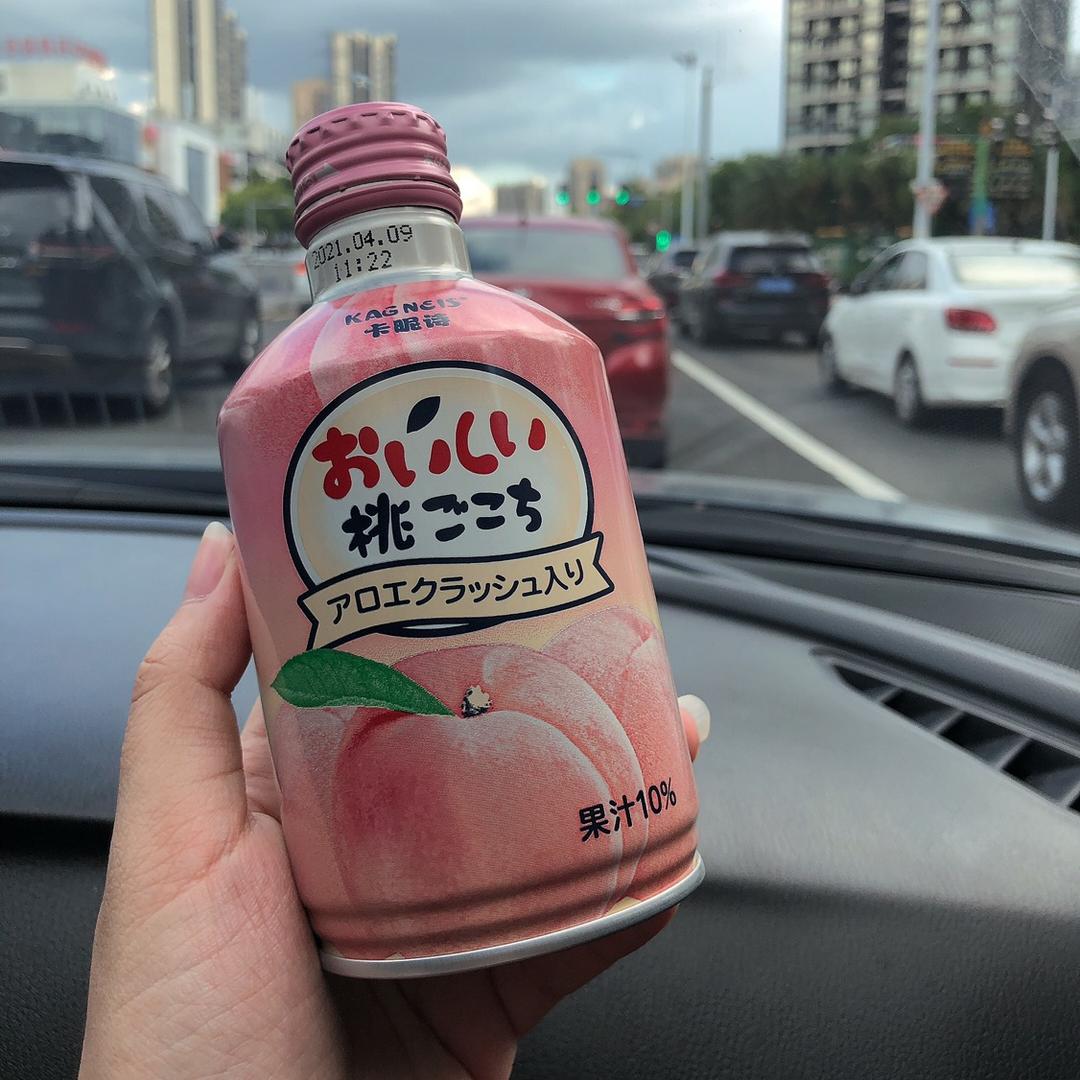 2021.04.09
11:22
KAGNEIS
卡昵诗
おいしい
桃ごこち
アロエクラッシュ入り
果汁10%